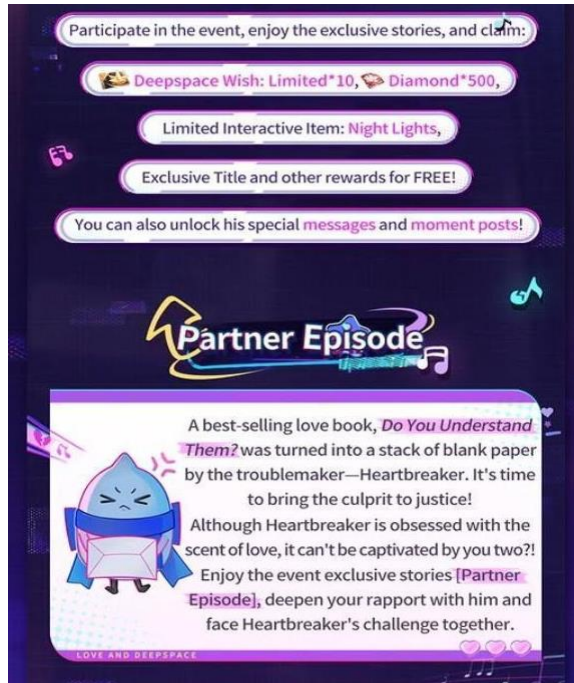 Participate in the event, enjoy the exclusive stories, and claim:
Deepspace Wish: Limited*10, Diamond*500,
Limited Interactive Item: Night Lights,
Exclusive Title and other rewards for FREE!
You can also unlock his special messages and moment posts!
Partner Episode
A best-selling love book, Do You Understand
Them? was turned into a stack of blank paper
by the troublemaker—Heartbreaker. It's time
to bring the culprit to justice!
Although Heartbreaker is obsessed with the
scent of love, it can't be captivated by you two?!
Enjoy the event exclusive stories [Partner
Episode], deepen your rapport with him and
face Heartbreaker's challenge together.
LOVE AND DEEPSPACE